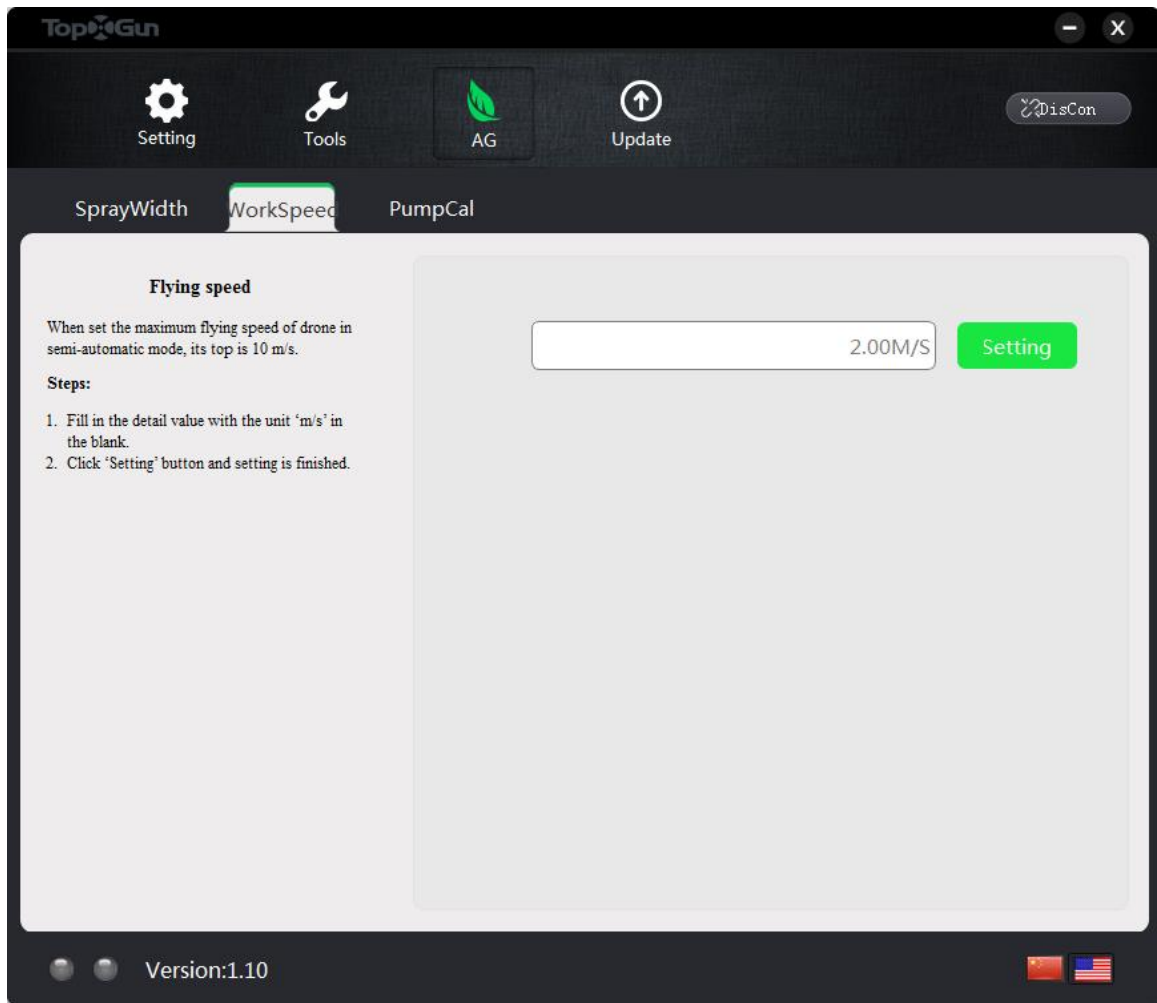 TopGun
Setting
Tools
AG
Update
DisCon
SprayWidth
WorkSpeed
PumpCal
Flying speed
When set the maximum flying speed of drone in
semi-automatic mode, its top is 10 m/s.
Steps:
1. Fill in the detail value with the unit ‘m/s’ in
the blank.
2. Click ‘Setting’ button and setting is finished.
2.00M/S
Setting
Version:1.10